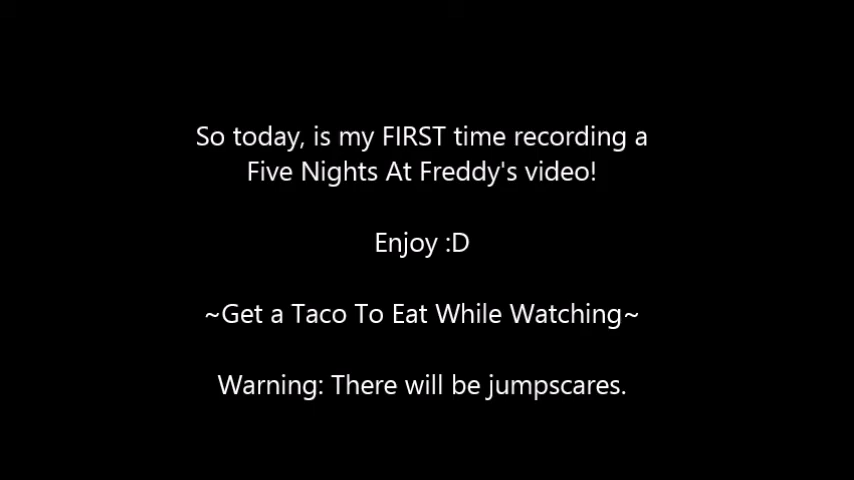 So today, is my FIRST time recording a
Five Nights At Freddy's video!
Enjoy :D
~Get a Taco To Eat While Watching~
Warning: There will be jumpscares.